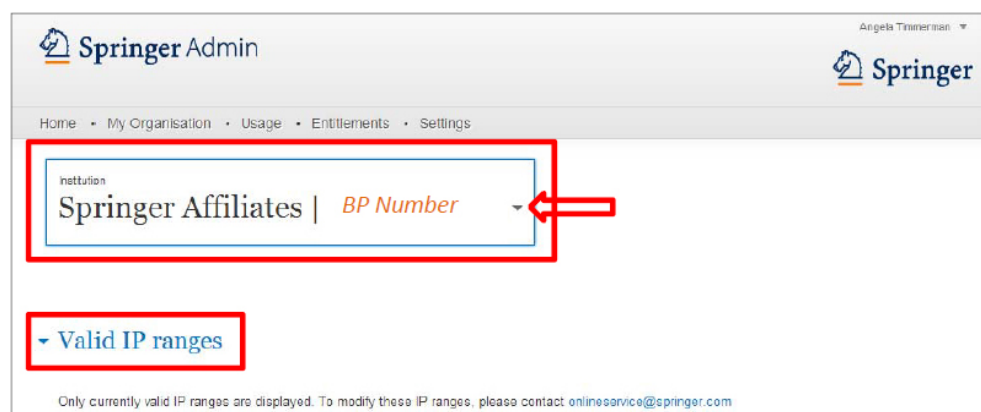 Angela Timmerman
Springer Admin
Springer
Home • My Organisation • Usage • Entitlements • Settings
Institution
Springer Affiliates | BP Number
Valid IP ranges
Only currently valid IP ranges are displayed. To modify these IP ranges, please contact onlineservice@springer.com